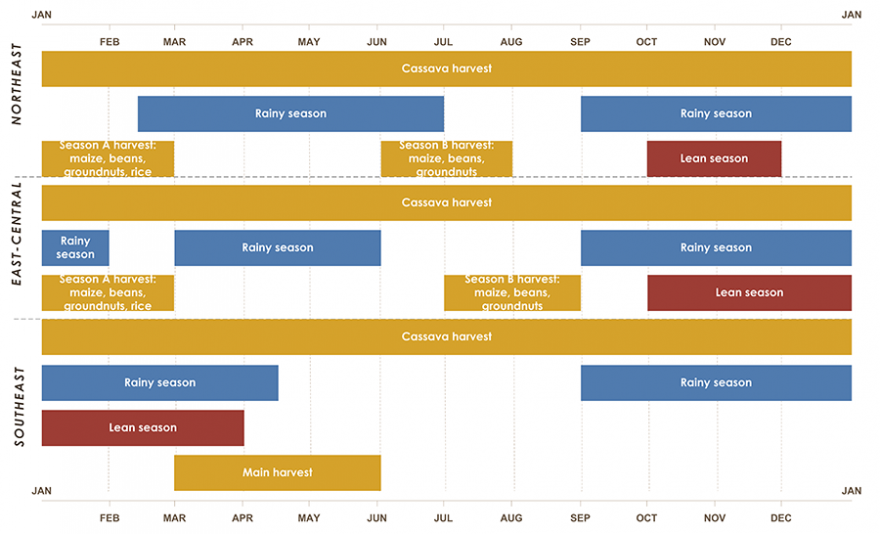 JAN JAN
FEB MAR APR MAY JUN JUL AUG SEP OCT NOV DEC
NORTHEAST
Cassava harvest
Rainy season Rainy season
Season A harvest:
maize, beans,
groundnuts, rice
Season B harvest:
maize, beans,
groundnuts
Lean season
EAST-CENTRAL
Cassava harvest
Rainy
season
Rainy season
Rainy season
Season A harvest:
maize, beans,
groundnuts, rice
Season B harvest:
maize, beans,
groundnuts
Lean season
SOUTHEAST
Cassava harvest
Rainy season Rainy season
Lean season
Main harvest
JAN JAN
FEB MAR APR MAY JUN JUL AUG SEP OCT NOV DEC